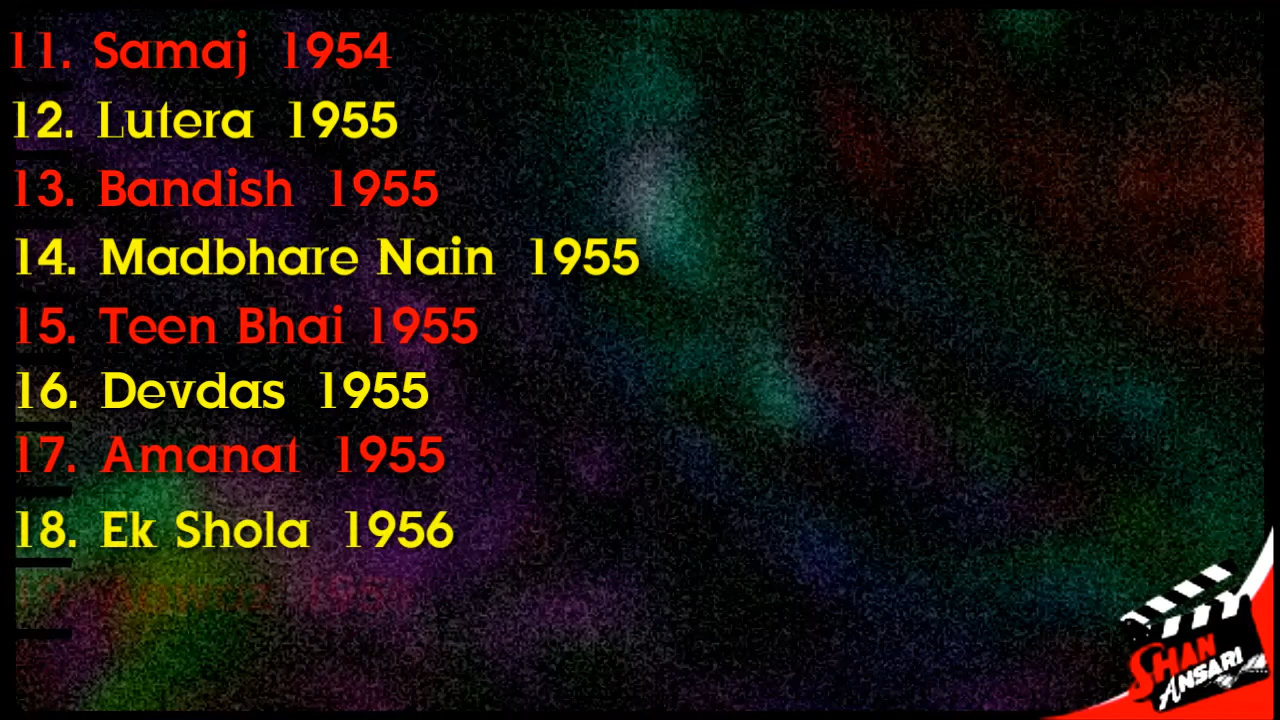 11. Samaj 1954
12. Lutera 1955
13. Bandish 1955
14. Madbhare Nain 1955
15. Teen Bhai 1955
16. Devdas 1955
17. Amanat 1955
18. Ek Shola 1956
19.
SHAN
ANSARI